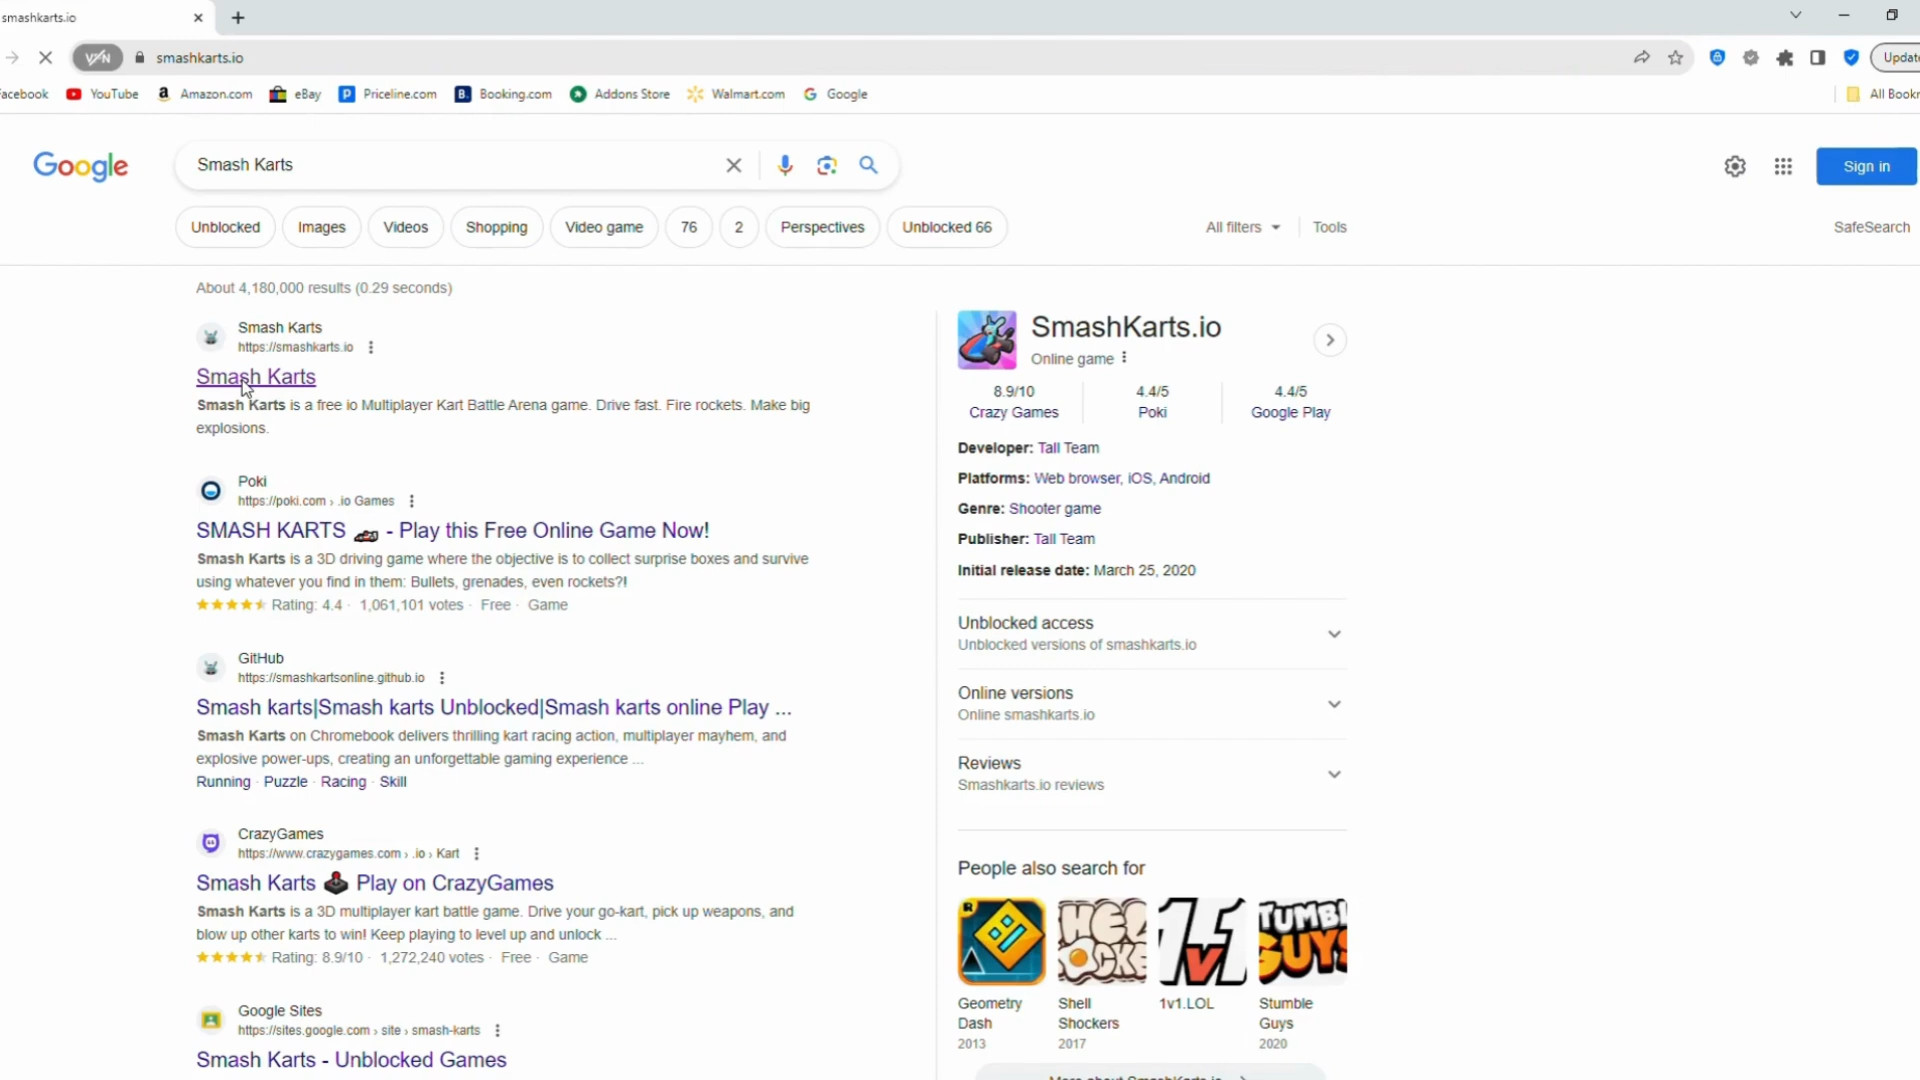 smashkarts.io
VPN
smashkarts.io
Update
acebook
YouTube
Amazon.com
eBay
Priceline.com
Booking.com
Addons Store
Walmart.com
Google
All Bookr
Google
Smash Karts
Sign in
Unblocked
Images
Videos
Shopping
Video game
76
2
Perspectives
Unblocked 66
All filters
Tools
SafeSearch
About 4,180,000 results (0.29 seconds)
Smash Karts
https://smashkarts.io
Smash Karts
Smash Karts is a free io Multiplayer Kart Battle Arena game. Drive fast. Fire rockets. Make big
explosions.
Poki
https://poki.com › .io Games
SMASH KARTS 🏎️ - Play this Free Online Game Now!
Smash Karts is a 3D driving game where the objective is to collect surprise boxes and survive
using whatever you find in them: Bullets, grenades, even rockets?!
Rating: 4.4 · 1,061,101 votes · Free · Game
GitHub
https://smashkartsonline.github.io
Smash karts|Smash karts Unblocked|Smash karts online Play ...
Smash Karts on Chromebook delivers thrilling kart racing action, multiplayer mayhem, and
explosive power-ups, creating an unforgettable gaming experience ...
Running · Puzzle · Racing · Skill
CrazyGames
https://www.crazygames.com › .io › Kart
Smash Karts 🕹️ Play on CrazyGames
Smash Karts is a 3D multiplayer kart battle game. Drive your go-kart, pick up weapons, and
blow up other karts to win! Keep playing to level up and unlock ...
Rating: 8.9/10 · 1,272,240 votes · Free · Game
Google Sites
https://sites.google.com › site › smash-karts
Smash Karts - Unblocked Games
SmashKarts.io
Online game
8.9/10
Crazy Games
4.4/5
Poki
4.4/5
Google Play
Developer: Tall Team
Platforms: Web browser, iOS, Android
Genre: Shooter game
Publisher: Tall Team
Initial release date: March 25, 2020
Unblocked access
Unblocked versions of smashkarts.io
Online versions
Online smashkarts.io
Reviews
Smashkarts.io reviews
People also search for
1v1
TUMBL
GUYS
Geometry
Dash
2013
Shell
Shockers
2017
1v1.LOL
Stumble
Guys
2020
More about SmashKarts.io